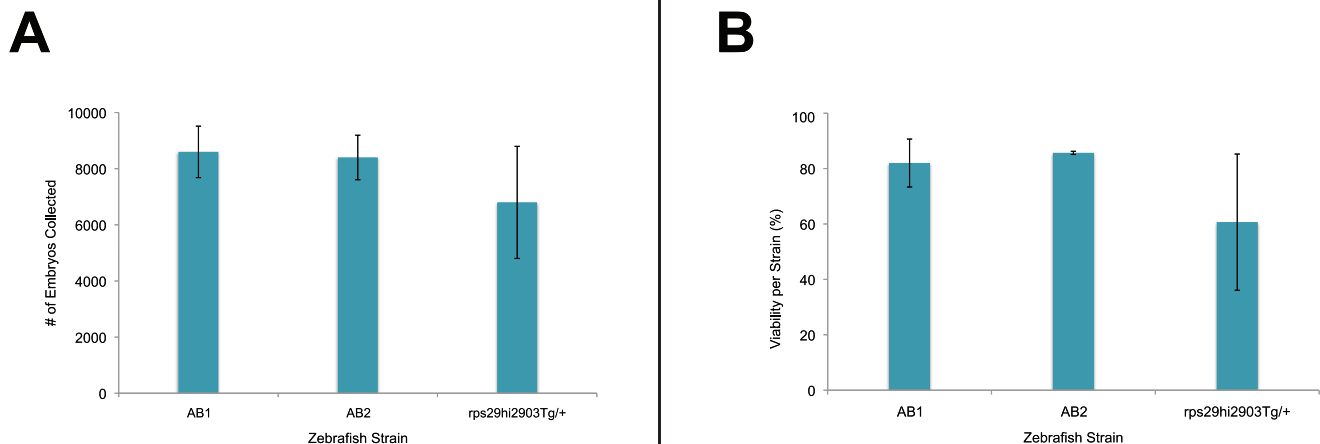 A
10000
8000
6000
4000
2000
0
# of Embryos Collected
AB1
AB2
rps29hi2903Tg/+
Zebrafish Strain
B
100
80
60
40
20
0
Viability per Strain (%)
AB1
AB2
rps29hi2903Tg/+
Zebrafish Strain